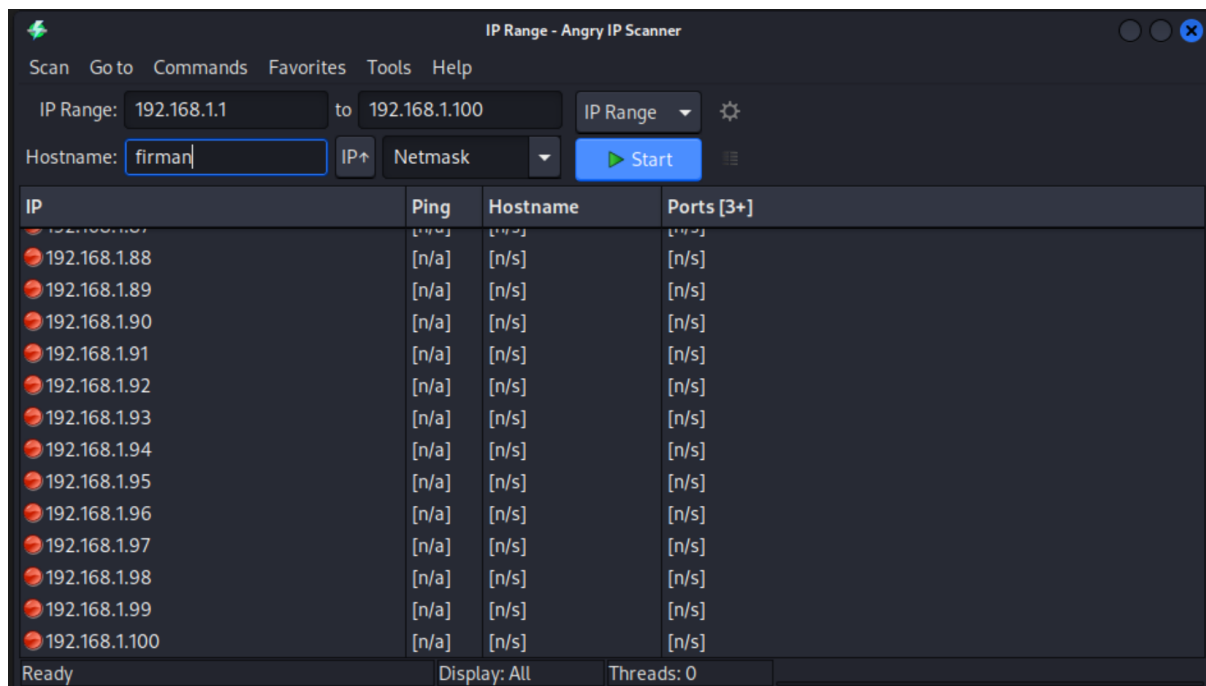 IP Range - Angry IP Scanner
Scan Go to Commands Favorites Tools Help
IP Range: 192.168.1.1 to 192.168.1.100 IP Range
Hostname: firman IP↑ Netmask Start
IP Ping Hostname Ports [3+]
192.168.1.87 [n/a] [n/s] [n/s]
192.168.1.88 [n/a] [n/s] [n/s]
192.168.1.89 [n/a] [n/s] [n/s]
192.168.1.90 [n/a] [n/s] [n/s]
192.168.1.91 [n/a] [n/s] [n/s]
192.168.1.92 [n/a] [n/s] [n/s]
192.168.1.93 [n/a] [n/s] [n/s]
192.168.1.94 [n/a] [n/s] [n/s]
192.168.1.95 [n/a] [n/s] [n/s]
192.168.1.96 [n/a] [n/s] [n/s]
192.168.1.97 [n/a] [n/s] [n/s]
192.168.1.98 [n/a] [n/s] [n/s]
192.168.1.99 [n/a] [n/s] [n/s]
192.168.1.100 [n/a] [n/s] [n/s]
Ready Display: All Threads: 0